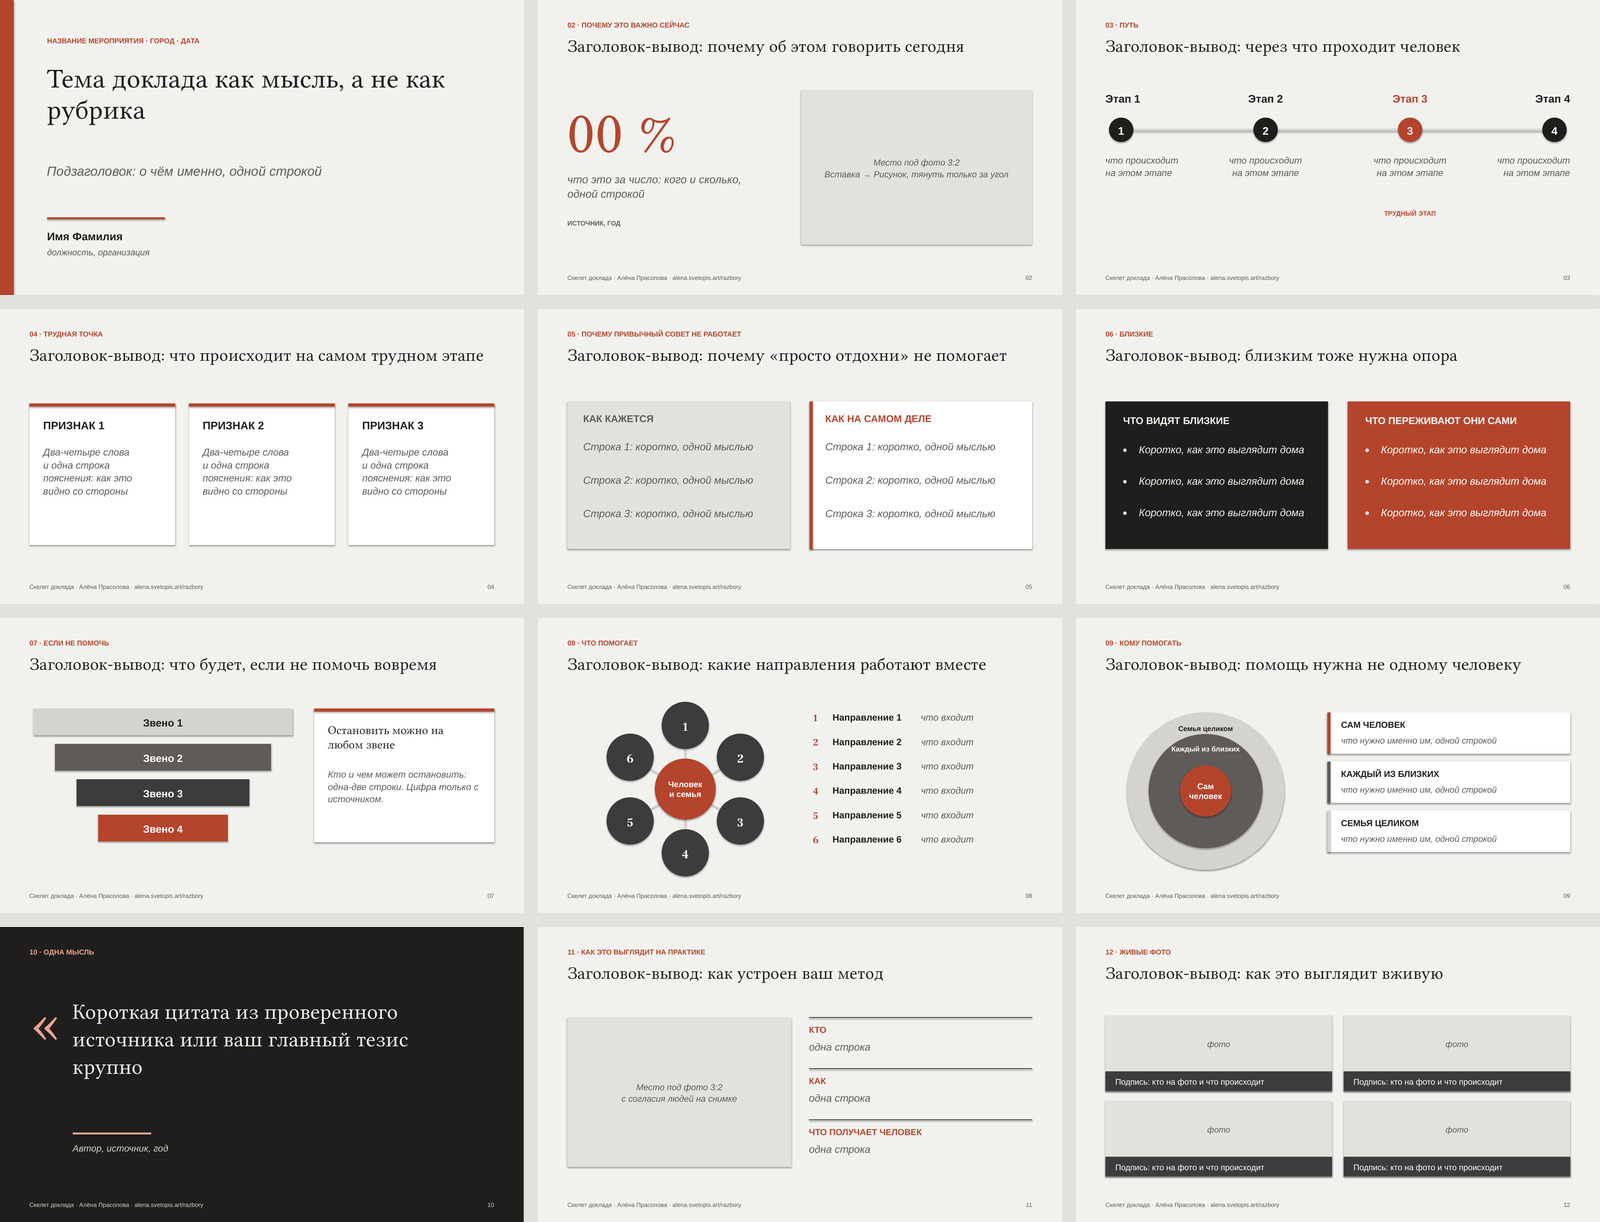 НАЗВАНИЕ МЕРОПРИЯТИЯ · ГОРОД · ДАТА
Тема доклада как мысль, а не как
рубрика
Подзаголовок: о чём именно, одной строкой
Имя Фамилия
должность, организация
02 · ПОЧЕМУ ЭТО ВАЖНО СЕЙЧАС
Заголовок-вывод: почему об этом говорить сегодня
00 %
что это за число: кого и сколько,
одной строкой
ИСТОЧНИК, ГОД
Место под фото 3:2
Вставка → Рисунок, тянуть только за угол
Скелет доклада · Алёна Прасолова · alena.svetopis.art/razbory
02
03 · ПУТЬ
Заголовок-вывод: через что проходит человек
Этап 1
Этап 2
Этап 3
Этап 4
1
2
3
4
что происходит
на этом этапе
что происходит
на этом этапе
что происходит
на этом этапе
что происходит
на этом этапе
ТРУДНЫЙ ЭТАП
Скелет доклада · Алёна Прасолова · alena.svetopis.art/razbory
03
04 · ТРУДНАЯ ТОЧКА
Заголовок-вывод: что происходит на самом трудном этапе
ПРИЗНАК 1
Два-четыре слова
и одна строка
пояснения: как это
видно со стороны
ПРИЗНАК 2
Два-четыре слова
и одна строка
пояснения: как это
видно со стороны
ПРИЗНАК 3
Два-четыре слова
и одна строка
пояснения: как это
видно со стороны
Скелет доклада · Алёна Прасолова · alena.svetopis.art/razbory
04
05 · ПОЧЕМУ ПРИВЫЧНЫЙ СОВЕТ НЕ РАБОТАЕТ
Заголовок-вывод: почему «просто отдохни» не помогает
КАК КАЖЕТСЯ
Строка 1: коротко, одной мыслью
Строка 2: коротко, одной мыслью
Строка 3: коротко, одной мыслью
КАК НА САМОМ ДЕЛЕ
Строка 1: коротко, одной мыслью
Строка 2: коротко, одной мыслью
Строка 3: коротко, одной мыслью
Скелет доклада · Алёна Прасолова · alena.svetopis.art/razbory
05
06 · БЛИЗКИЕ
Заголовок-вывод: близким тоже нужна опора
ЧТО ВИДЯТ БЛИЗКИЕ
• Коротко, как это выглядит дома
• Коротко, как это выглядит дома
• Коротко, как это выглядит дома
ЧТО ПЕРЕЖИВАЮТ ОНИ САМИ
• Коротко, как это выглядит дома
• Коротко, как это выглядит дома
• Коротко, как это выглядит дома
Скелет доклада · Алёна Прасолова · alena.svetopis.art/razbory
06
07 · ЕСЛИ НЕ ПОМОЧЬ
Заголовок-вывод: что будет, если не помочь вовремя
Звено 1
Звено 2
Звено 3
Звено 4
Остановить можно на
любом звене
Кто и чем может остановить:
одна-две строки. Цифра только с
источником.
Скелет доклада · Алёна Прасолова · alena.svetopis.art/razbory
07
08 · ЧТО ПОМОГАЕТ
Заголовок-вывод: какие направления работают вместе
1
2
3
4
5
6
Человек
и семья
1 Направление 1 что входит
2 Направление 2 что входит
3 Направление 3 что входит
4 Направление 4 что входит
5 Направление 5 что входит
6 Направление 6 что входит
Скелет доклада · Алёна Прасолова · alena.svetopis.art/razbory
08
09 · КОМУ ПОМОГАТЬ
Заголовок-вывод: помощь нужна не одному человеку
Семья целиком
Каждый из близких
Сам
человек
САМ ЧЕЛОВЕК
что нужно именно им, одной строкой
КАЖДЫЙ ИЗ БЛИЗКИХ
что нужно именно им, одной строкой
СЕМЬЯ ЦЕЛИКОМ
что нужно именно им, одной строкой
Скелет доклада · Алёна Прасолова · alena.svetopis.art/razbory
09
10 · ОДНА МЫСЛЬ
«
Короткая цитата из проверенного
источника или ваш главный тезис
крупно
Автор, источник, год
Скелет доклада · Алёна Прасолова · alena.svetopis.art/razbory
10
11 · КАК ЭТО ВЫГЛЯДИТ НА ПРАКТИКЕ
Заголовок-вывод: как устроен ваш метод
Место под фото 3:2
с согласия людей на снимке
КТО
одна строка
КАК
одна строка
ЧТО ПОЛУЧАЕТ ЧЕЛОВЕК
одна строка
Скелет доклада · Алёна Прасолова · alena.svetopis.art/razbory
11
12 · ЖИВЫЕ ФОТО
Заголовок-вывод: как это выглядит вживую
фото
Подпись: кто на фото и что происходит
фото
Подпись: кто на фото и что происходит
фото
Подпись: кто на фото и что происходит
фото
Подпись: кто на фото и что происходит
Скелет доклада · Алёна Прасолова · alena.svetopis.art/razbory
12